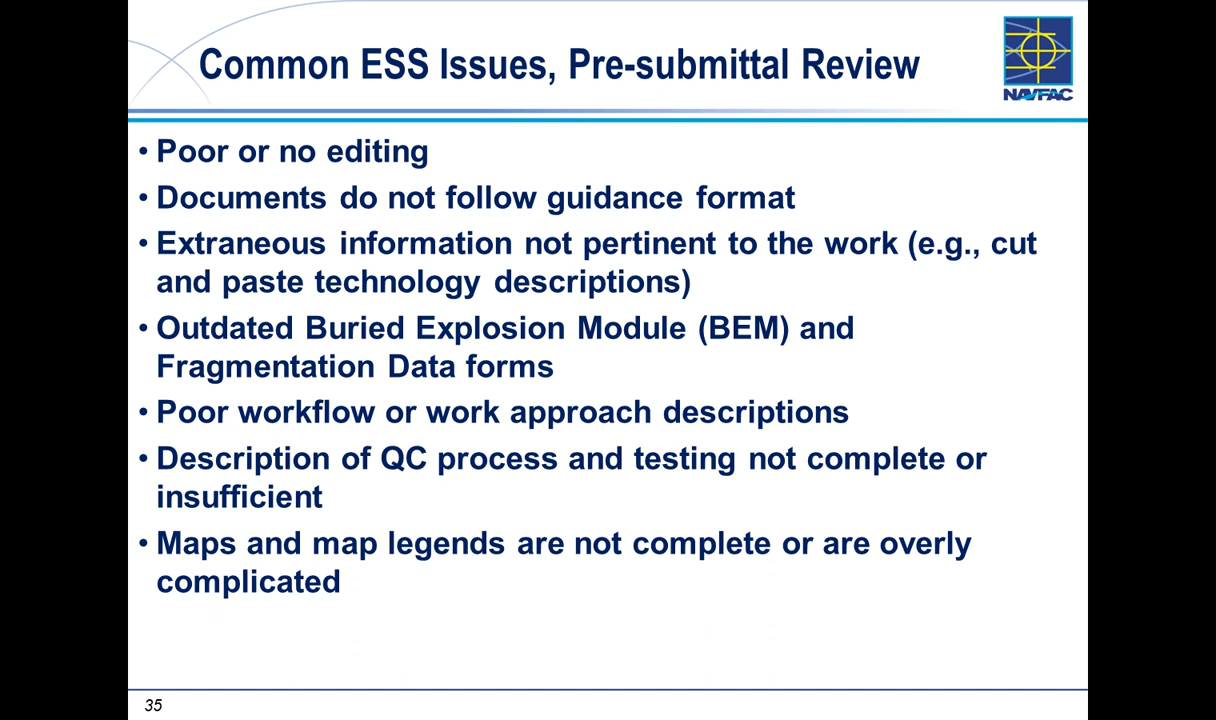 Common ESS Issues, Pre-submittal Review
NAVFAC
• Poor or no editing
• Documents do not follow guidance format
• Extraneous information not pertinent to the work (e.g., cut
and paste technology descriptions)
• Outdated Buried Explosion Module (BEM) and
Fragmentation Data forms
• Poor workflow or work approach descriptions
• Description of QC process and testing not complete or
insufficient
• Maps and map legends are not complete or are overly
complicated
35